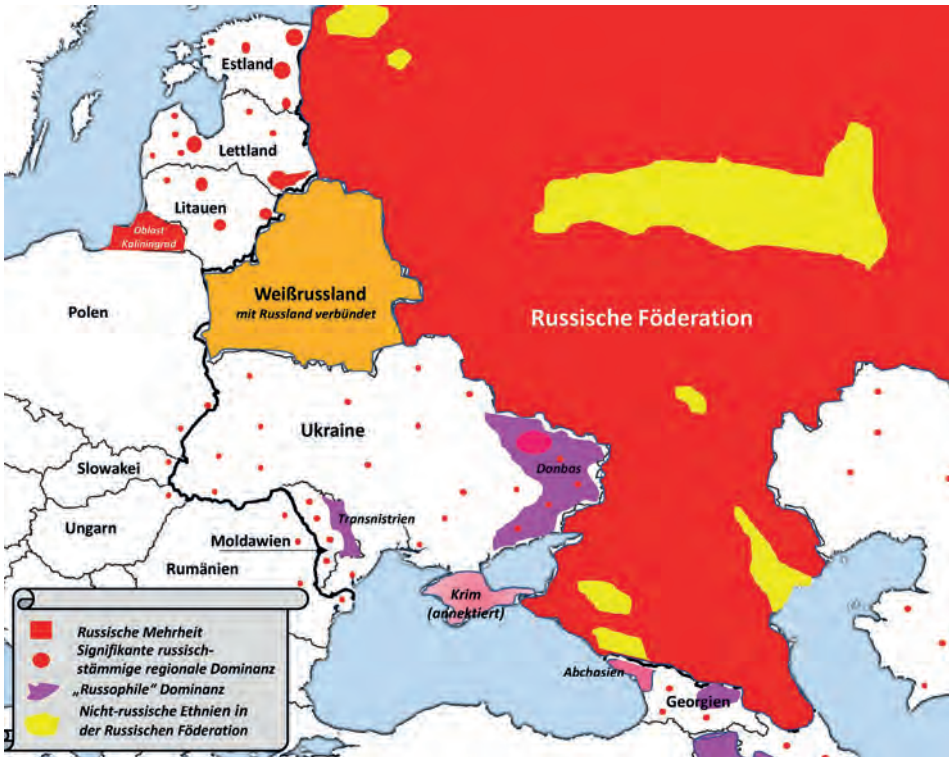 Estland
Lettland
Litauen
Oblast
Kaliningrad
Weißrussland
mit Russland verbündet
Polen
Russische Föderation
Ukraine
Slowakei
Donbas
Ungarn
Transnistrien
Moldawien
Rumänien
Krim
(annektiert)
Abchasien
Georgien
Russische Mehrheit
Signifikante russisch-
stämmige regionale Dominanz
„Russophile" Dominanz
Nicht-russische Ethnien in
der Russischen Föderation